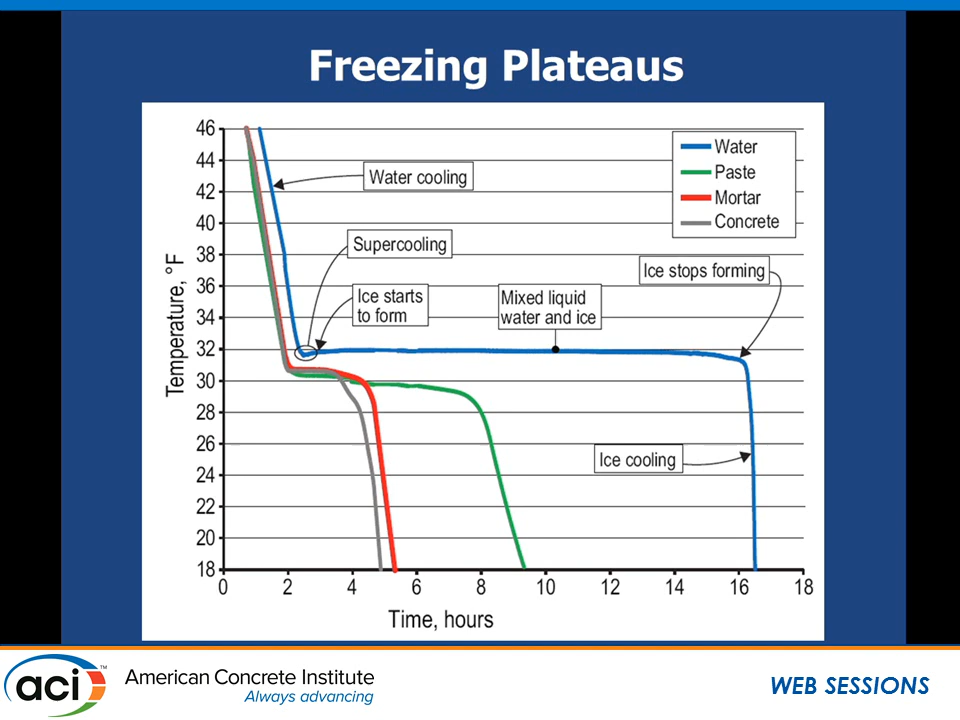 Freezing Plateaus
46
44
42
40
38
36
34
32
30
28
26
24
22
20
18
Temperature, °F
0 2 4 6 8 10 12 14 16 18
Time, hours
Water
Paste
Mortar
Concrete
Water cooling
Supercooling
Ice starts
to form
Mixed liquid
water and ice
Ice stops forming
Ice cooling
aci™
American Concrete Institute
Always advancing
WEB SESSIONS